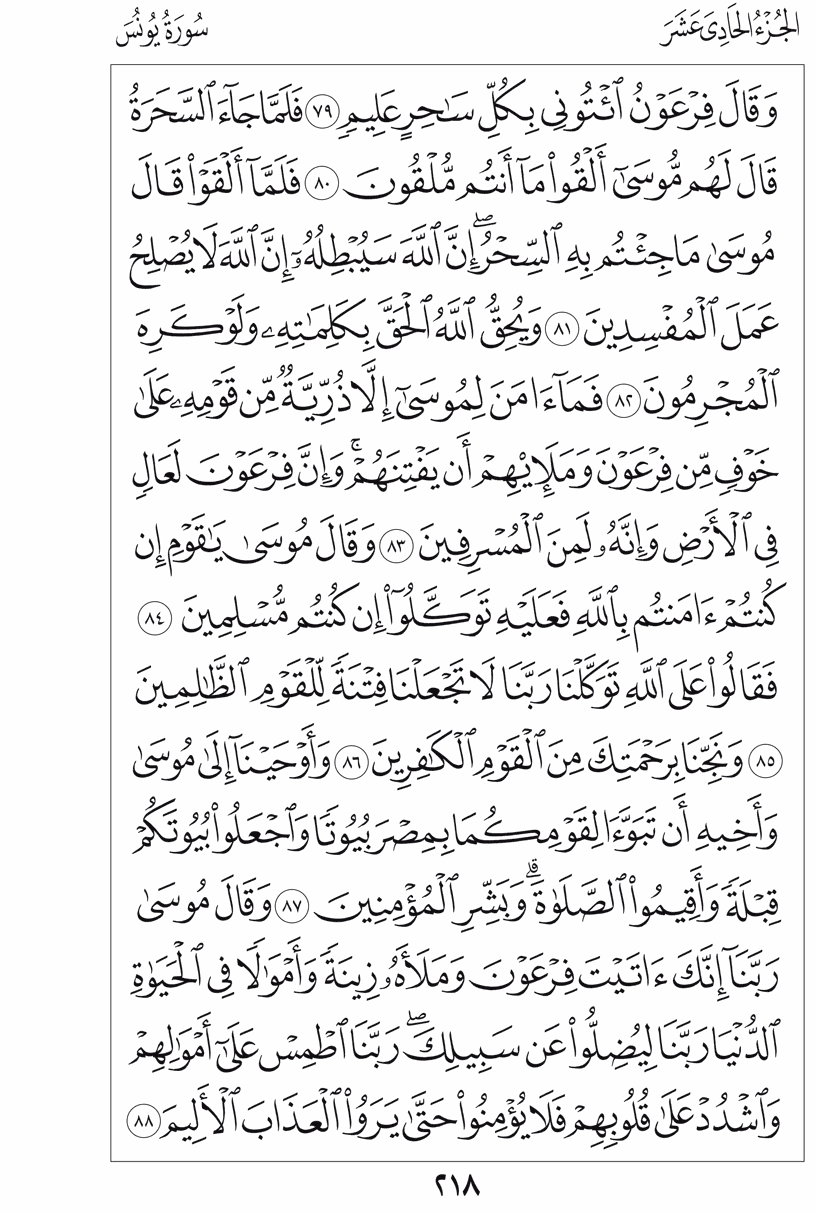 الجُزْءُ الحَادِىَ عَشَرَ
سُورَةُ يُونُسَ
وَقَالَ فِرْعَوْنُ ٱئْتُونِى بِكُلِّ سَٰحِرٍ عَلِيمٍ ٧٩ فَلَمَّا جَآءَ ٱلسَّحَرَةُ
قَالَ لَهُم مُّوسَىٰٓ أَلْقُوا۟ مَآ أَنتُم مُّلْقُونَ ٨٠ فَلَمَّآ أَلْقَوْا۟ قَالَ
مُوسَىٰ مَا جِئْتُم بِهِ ٱلسِّحْرُ ۖ إِنَّ ٱللَّهَ سَيُبْطِلُهُۥٓ إِنَّ ٱللَّهَ لَا يُصْلِحُ
عَمَلَ ٱلْمُفْسِدِينَ ٨١ وَيُحِقُّ ٱللَّهُ ٱلْحَقَّ بِكَلِمَٰتِهِۦ وَلَوْ كَرِهَ
ٱلْمُجْرِمُونَ ٨٢ فَمَآ ءَامَنَ لِمُوسَىٰٓ إِلَّا ذُرِّيَّةٌ مِّن قَوْمِهِۦ عَلَىٰ
خَوْفٍ مِّن فِرْعَوْنَ وَمَلَإِي۟هِمْ أَن يَفْتِنَهُمْ ۚ وَإِنَّ فِرْعَوْنَ لَعَالٍ
فِى ٱلْأَرْضِ وَإِنَّهُۥ لَمِنَ ٱلْمُسْرِفِينَ ٨٣ وَقَالَ مُوسَىٰ يَٰقَوْمِ إِن
كُنتُمْ ءَامَنتُم بِٱللَّهِ فَعَلَيْهِ تَوَكَّلُوٓا۟ إِن كُنتُم مُّسْلِمِينَ ٨٤
فَقَالُوا۟ عَلَى ٱللَّهِ تَوَكَّلْنَا رَبَّنَا لَا تَجْعَلْنَا فِتْنَةً لِّلْقَوْمِ ٱلظَّٰلِمِينَ
٨٥ وَنَجِّنَا بِرَحْمَتِكَ مِنَ ٱلْقَوْمِ ٱلْكَٰفِرِينَ ٨٦ وَأَوْحَيْنَآ إِلَىٰ مُوسَىٰ
وَأَخِيهِ أَن تَبَوَّءَا لِقَوْمِكُمَا بِمِصْرَ بُيُوتًا وَٱجْعَلُوا۟ بُيُوتَكُمْ
قِبْلَةً وَأَقِيمُوا۟ ٱلصَّلَوٰةَ ۗ وَبَشِّرِ ٱلْمُؤْمِنِينَ ٨٧ وَقَالَ مُوسَىٰ
رَبَّنَآ إِنَّكَ ءَاتَيْتَ فِرْعَوْنَ وَمَلَأَهُۥ زِينَةً وَأَمْوَٰلًا فِى ٱلْحَيَوٰةِ
ٱلدُّنْيَا رَبَّنَا لِيُضِلُّوا۟ عَن سَبِيلِكَ ۖ رَبَّنَا ٱطْمِسْ عَلَىٰٓ أَمْوَٰلِهِمْ
وَٱشْدُدْ عَلَىٰ قُلُوبِهِمْ فَلَا يُؤْمِنُوا۟ حَتَّىٰ يَرَوُا۟ ٱلْعَذَابَ ٱلْأَلِيمَ ٨٨
٢١٨